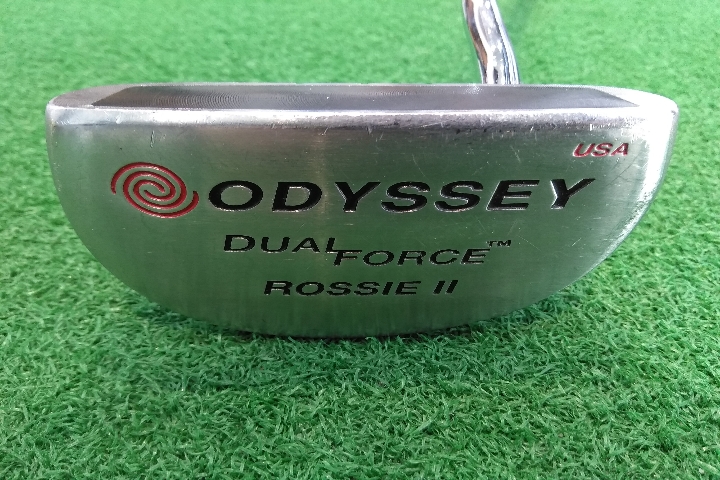 USA
ODYSSEY
DUAL FORCE™
ROSSIE II